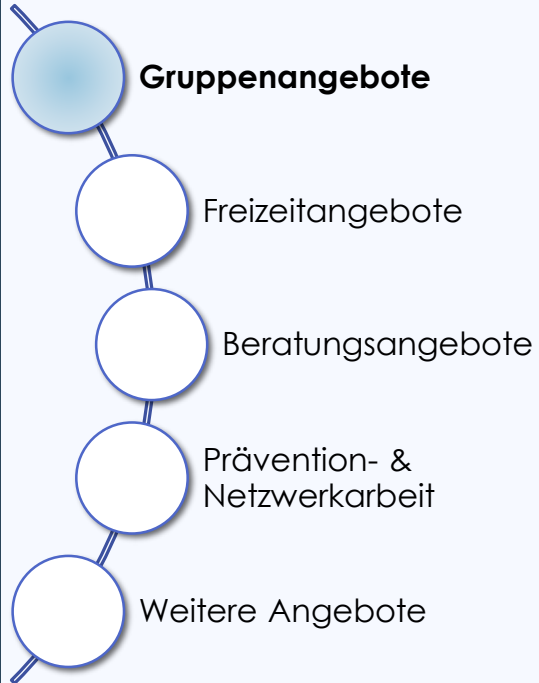 Gruppenangebote
Freizeitangebote
Beratungsangebote
Prävention- &
Netzwerkarbeit
Weitere Angebote